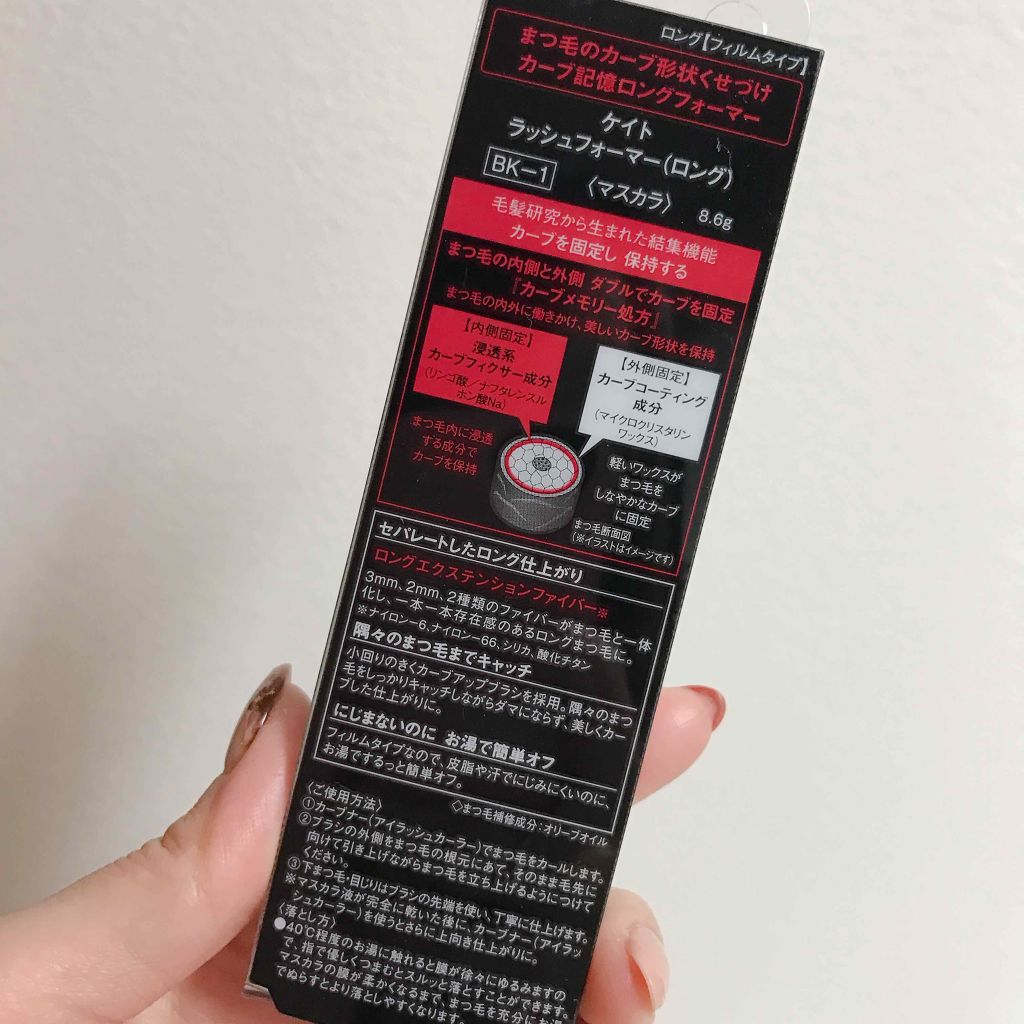 ロング【フィルムタイプ】
まつ毛のカーブ形状くせづけ
カーブ記憶ロングフォーマー
ケイト
ラッシュフォーマー(ロング)
BK-1 〈マスカラ〉 8.6g
毛髪研究から生まれた結集機能
カーブを固定し 保持する
まつ毛の内側と外側 ダブルでカーブを固定
『カーブメモリー処方』
まつ毛の内外に働きかけ、美しいカーブ形状を保持
【内側固定】
浸透系
カーブフィクサー成分
(リンゴ酸/ナフタレンスル
ホン酸Na)
【外側固定】
カーブコーティング
成分
(マイクロクリスタリン
ワックス)
まつ毛内に浸透
する成分で
カーブを保持
軽いワックスが
まつ毛を
しなやかなカーブ
に固定
まつ毛断面図
(※イラストはイメージです)
セパレートしたロング仕上がり
ロングエクステンションファイバー※
3mm、2mm、2種類のファイバーがまつ毛と一体
化し、一本一本存在感のあるロングまつ毛に。
※ナイロン-6、ナイロン-66、シリカ、酸化チタン
隅々のまつ毛までキャッチ
小回りのきくカーブアップブラシを採用。隅々のまつ
毛をしっかりキャッチしながらダマにならず、美しくカー
プした仕上がりに。
にじまないのに お湯で簡単オフ
フィルムタイプなので、皮脂や汗でにじみにくいのに、
お湯でするっと簡単オフ。
◇まつ毛補修成分:オリーブオイル
〈ご使用方法〉
①カーブナー(アイラッシュカーラー)でまつ毛をカールします。
②ブラシの外側をまつ毛の根元にあて、そのまま毛先に
向けて引き上げながらまつ毛を立ち上げるようにつけて
ください。
③下まつ毛・目じりはブラシの先端を使い、丁寧に仕上げます。
※マスカラ液が完全に乾いた後に、カーブナー(アイラッ
シュカーラー)を使うとさらに上向き仕上がりに。
〈落とし方〉
●40℃程度のお湯に触れると膜が徐々にゆるみますの
で、指で優しくつまむとスルッと落とすことができます。
マスカラの膜が柔かくなるまで、まつ毛を充分にお湯
でぬらすとより落としやすくなります。